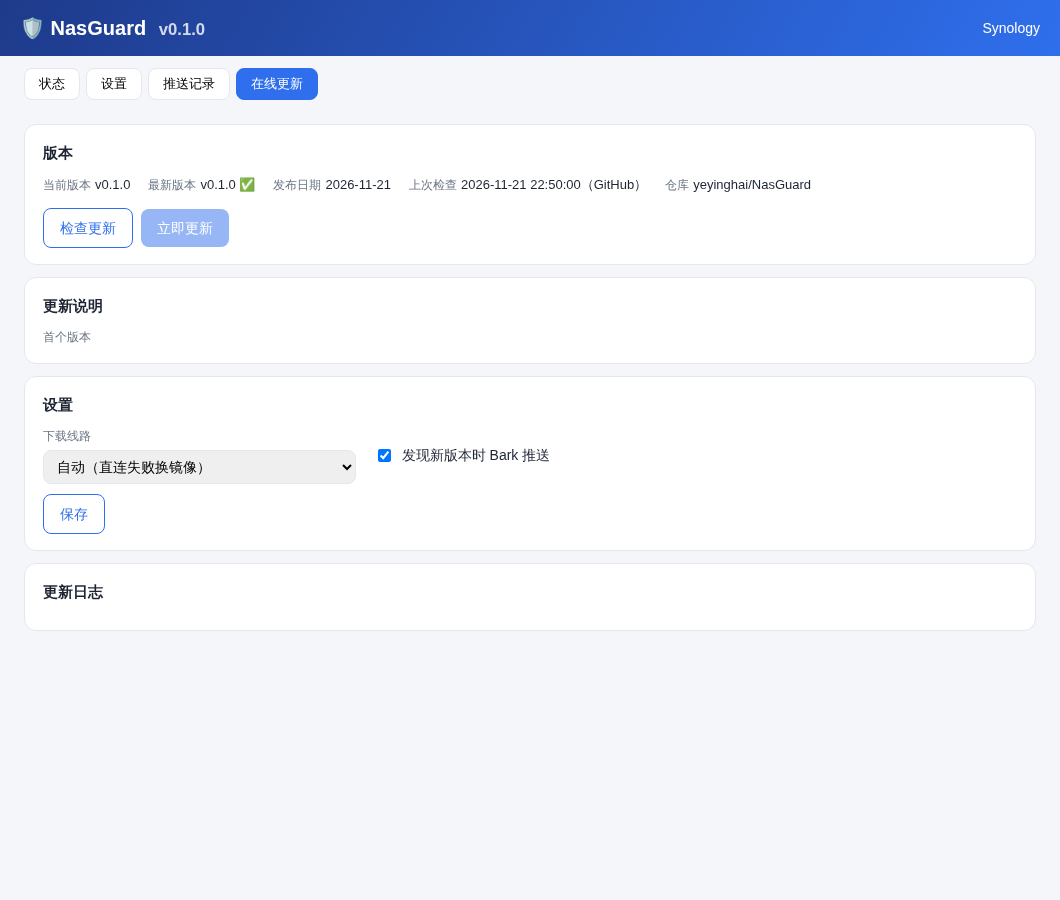 NasGuard v0.1.0
Synology
状态 设置 推送记录 在线更新
版本
当前版本 v0.1.0 最新版本 v0.1.0 ✅ 发布日期 2026-11-21 上次检查 2026-11-21 22:50:00（GitHub） 仓库 yeyinghai/NasGuard
检查更新 立即更新
更新说明
首个版本
设置
下载线路
自动（直连失败换镜像）
发现新版本时 Bark 推送
保存
更新日志